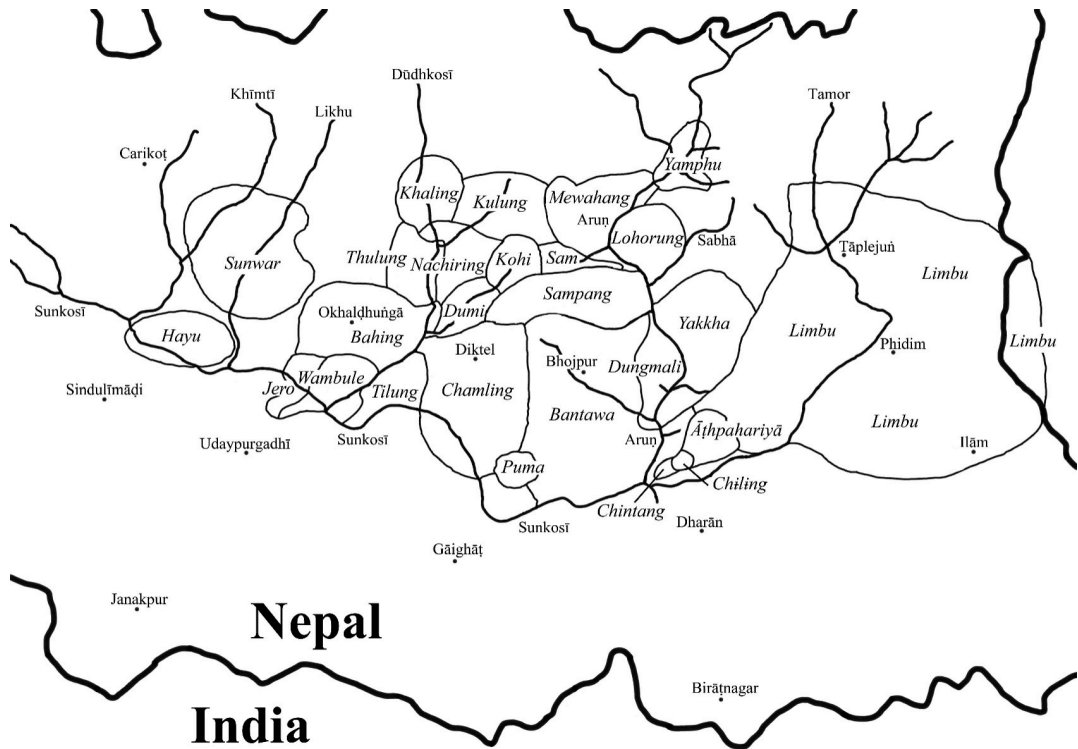 Dūdhkosī
Khīmtī
Tamor
Likhu
Carikoṭ
Yamphu
Khaling
Kulung
Mewahang
Aruṇ
Lohorung
Sabhā
Ṭāplejuṅ
Thulung
Nachiring
Kohi
Sam
Sunwar
Limbu
Sampang
Sunkosī
Okhalḍhuṅgā
Dumi
Yakkha
Limbu
Hayu
Bahing
Limbu
Phidim
Diktel
Bhojpur
Dungmali
Wambule
Jero
Tilung
Chamling
Sindulīmāḍi
Bantawa
Limbu
Āṭhpahariyā
Aruṇ
Udaypurgadhī
Sunkosī
Ilām
Puma
Chɨlɨng
Chintang
Sunkosī
Dharān
Gāighāṭ
Janakpur
Nepal
Birāṭnagar
India